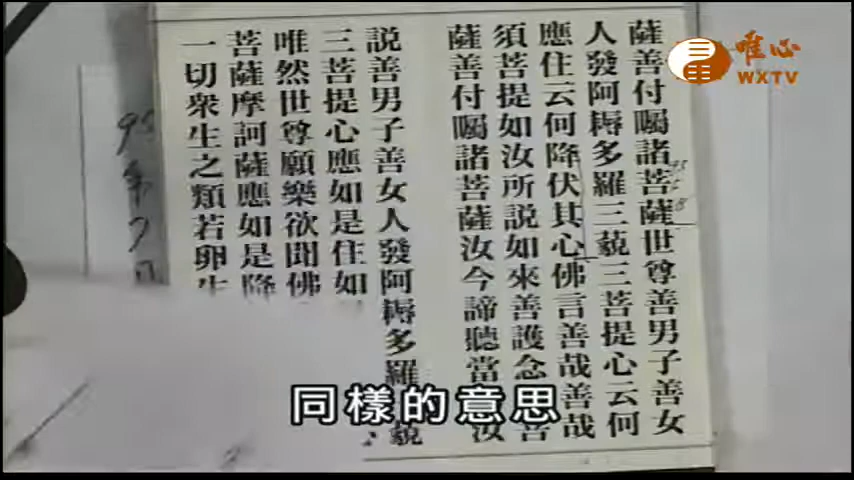 唯心
WXTV
薩善付囑諸菩薩世尊善男子善女
人發阿耨多羅三藐三菩提心云何
應住云何降伏其心佛言善哉善哉
須菩提如汝所說如來善護念
薩善付囑諸菩薩汝今諦聽當 汝
說善男子善女人發阿耨多羅 藐
三菩提心應如是住如
唯然世尊願樂欲聞佛
菩薩摩訶薩應如是降
一切衆生之類若卵生
同樣的意思